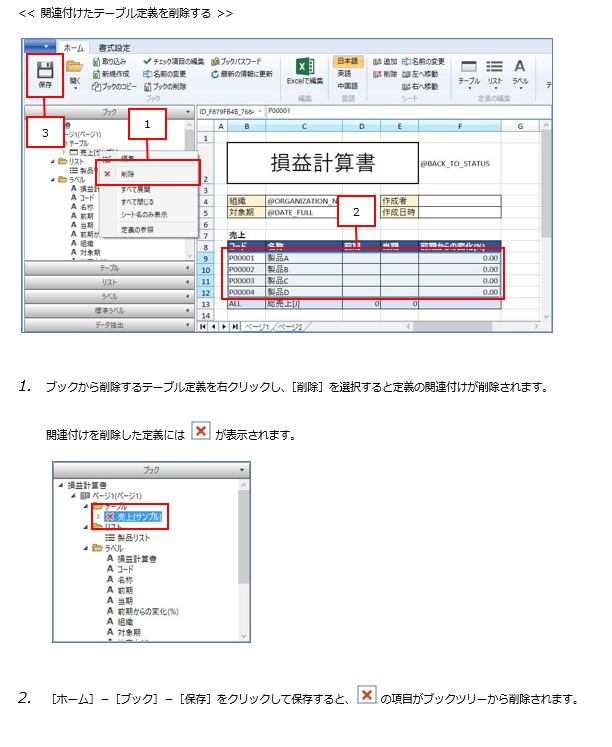 << 関連付けたテーブル定義を削除する >>
ホーム 書式設定
保存
開く
取り込み
新規作成
ブックのコピー
チェック項目の編集
名前の変更
ブックの削除
ブックパスワード
最新の情報に更新
ブック
Excelで編集
編集
日本語
英語
中国語
言語
追加 名前の変更
削除 左へ移動
右へ移動
シート
テーブル リスト ラベル
定義の編集
3
1
2
ブック
ページ1(ページ1)
テーブル
リスト
ラベル
A 損益計
A コード
A 名称
A 前期
A 当期
A 前期か
A 組織
A 対象期
テーブル
リスト
ラベル
標準ラベル
データ抽出
削除
すべて展開
すべて閉じる
シート名のみ表示
定義の参照
P00001
A B C D E F G
1
2 損益計算書 @BACK_TO_STATUS
3
4 組織 @ORGANIZATION_N 作成者
5 対象期 @DATE_FULL 作成日時
6
7 売上
8 コード 名称 前期 当期 前期からの変化(%)
9 P00001 製品A 0.00
10 P00002 製品B 0.00
11 P00003 製品C 0.00
12 P00004 製品D 0.00
13 ALL 総売上[J] 0 0
14
ページ1 ページ2
1. ブックから削除するテーブル定義を右クリックし、［削除］を選択すると定義の関連付けが削除されます。
関連付けを削除した定義には が表示されます。
ブック
損益計算書
ページ1(ページ1)
テーブル
売上(サンプル)
リスト
製品リスト
ラベル
A 損益計算書
A コード
A 名称
A 前期
A 当期
A 前期からの変化(%)
A 組織
A 対象期
2. ［ホーム］－［ブック］－［保存］をクリックして保存すると、 の項目がブックツリーから削除されます。